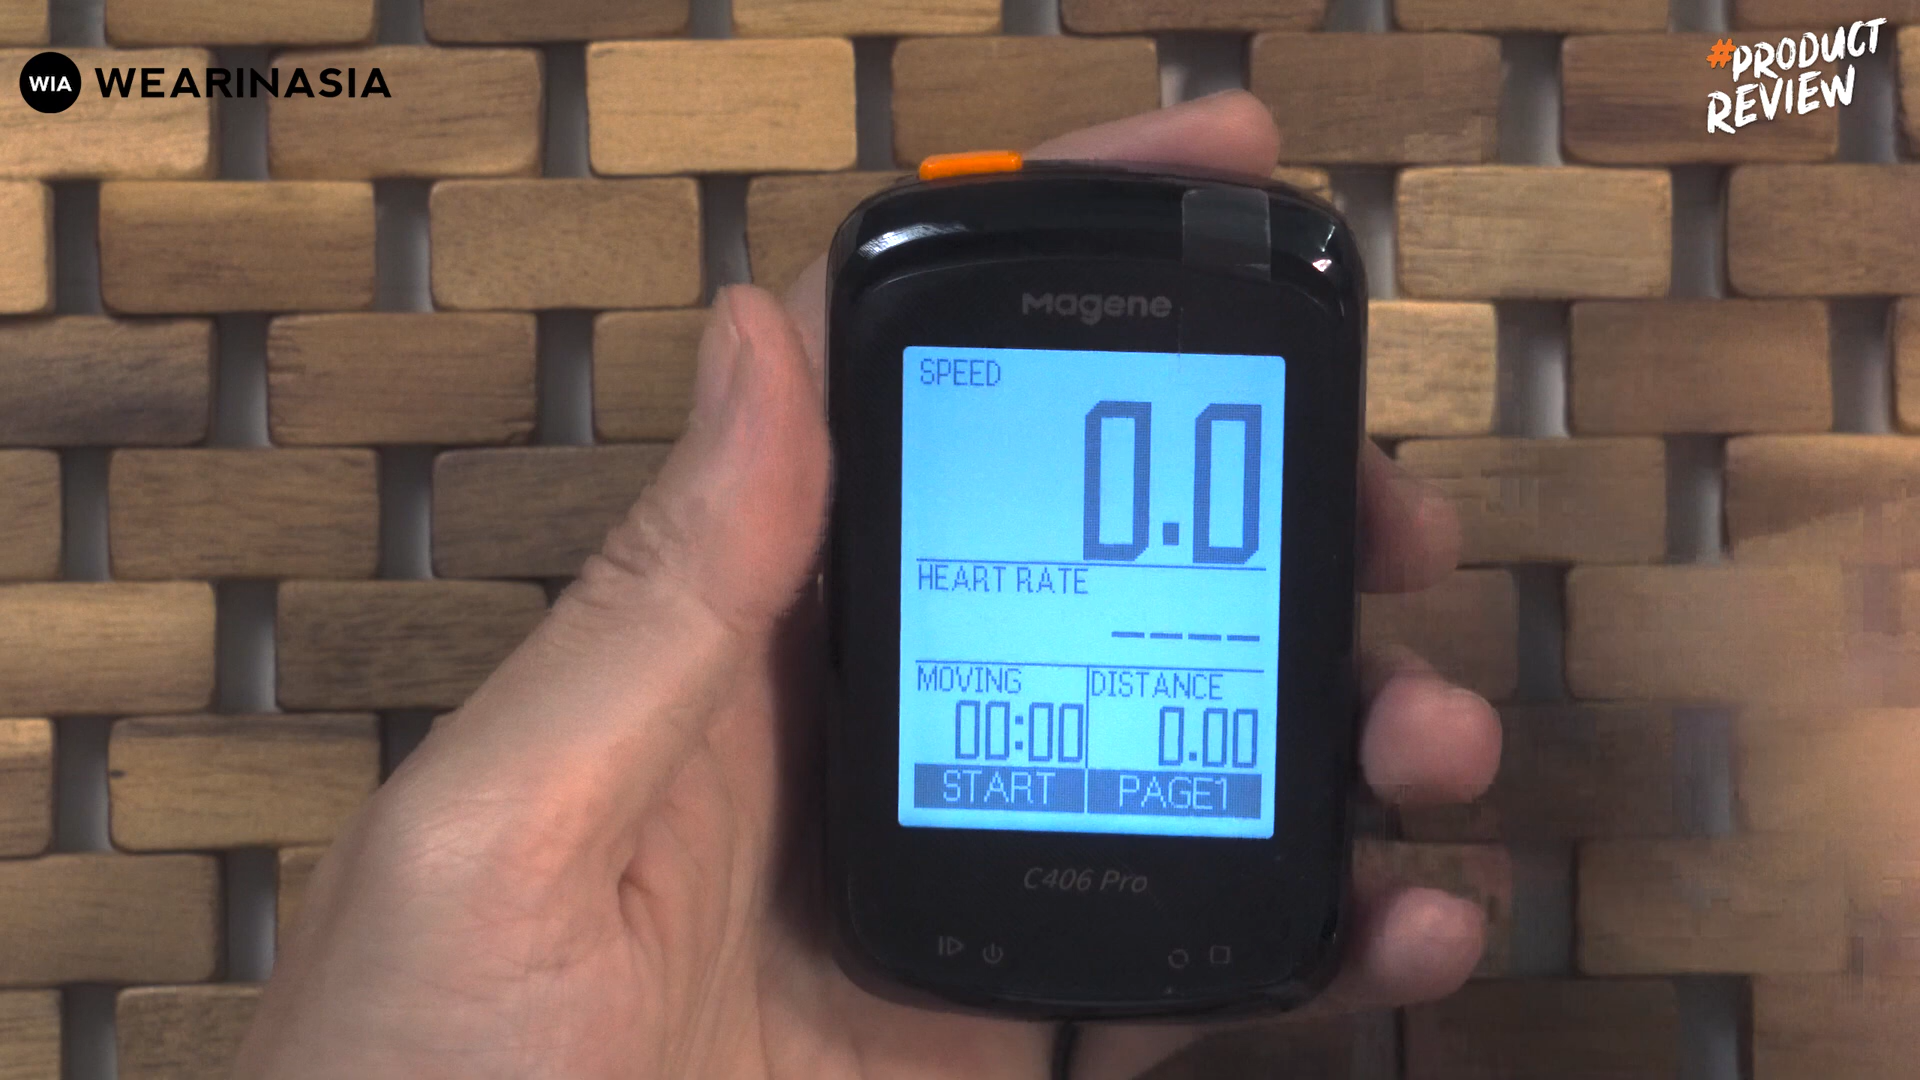 WIA WEARINASIA
#PRODUCT
REVIEW
Magene
SPEED
0.0
HEART RATE
----
MOVING
00:00
DISTANCE
0.00
START
PAGE1
C406 Pro